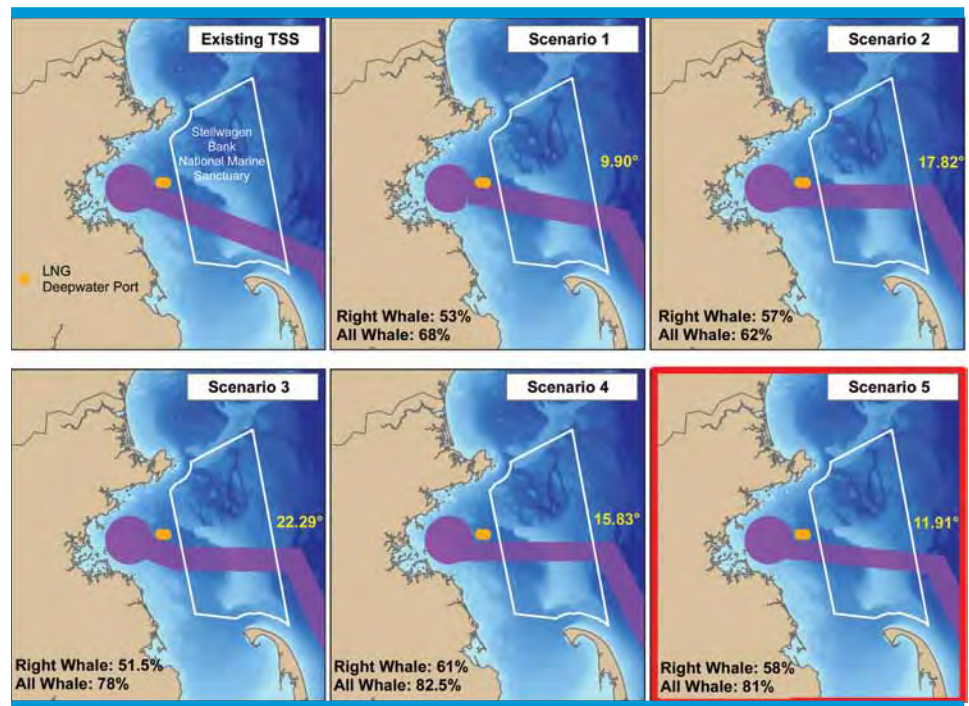 Existing TSS
Stellwagen
Bank
National Marine
Sanctuary
LNG
Deepwater Port
Scenario 1
9.90°
Right Whale: 53%
All Whale: 68%
Scenario 2
17.82°
Right Whale: 57%
All Whale: 62%
Scenario 3
22.29°
Right Whale: 51.5%
All Whale: 78%
Scenario 4
15.83°
Right Whale: 61%
All Whale: 82.5%
Scenario 5
11.91°
Right Whale: 58%
All Whale: 81%